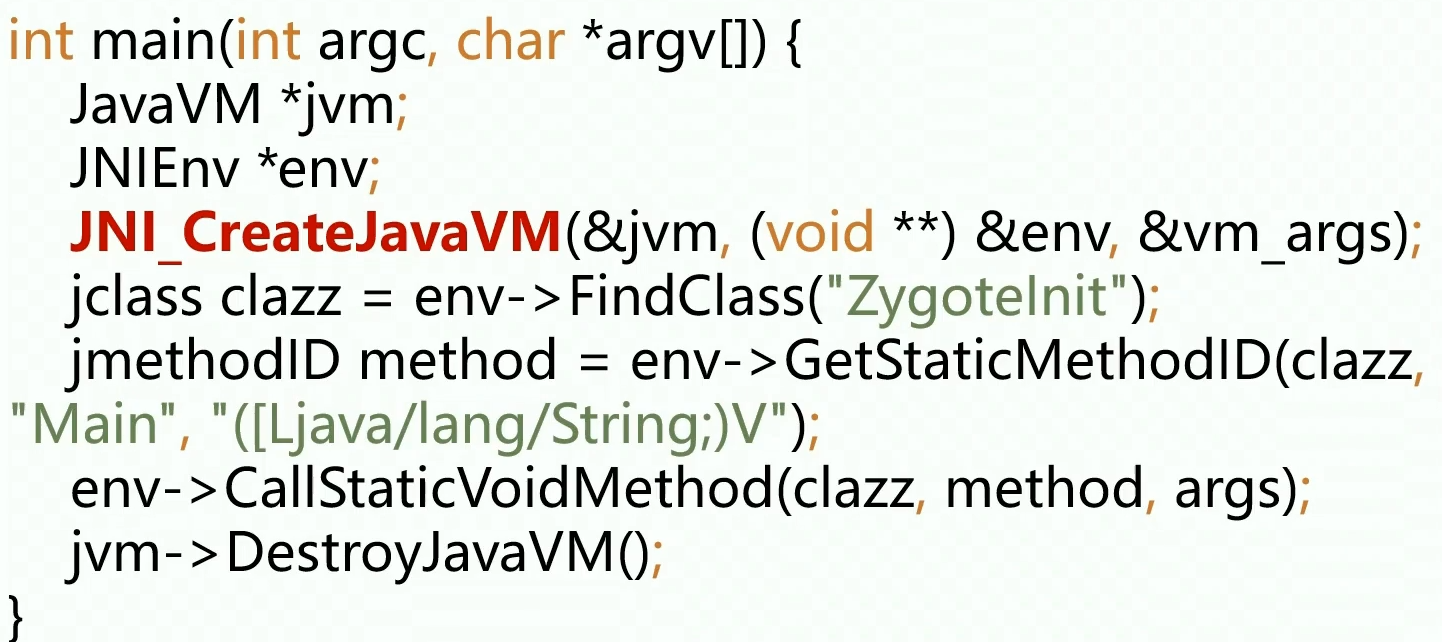 int main(int argc, char *argv[]) {
JavaVM *jvm;
JNIEnv *env;
JNI_CreateJavaVM(&jvm, (void **) &env, &vm_args);
jclass clazz = env->FindClass("ZygoteInit");
jmethodID method = env->GetStaticMethodID(clazz,
"Main", "([Ljava/lang/String;)V");
env->CallStaticVoidMethod(clazz, method, args);
jvm->DestroyJavaVM();
}